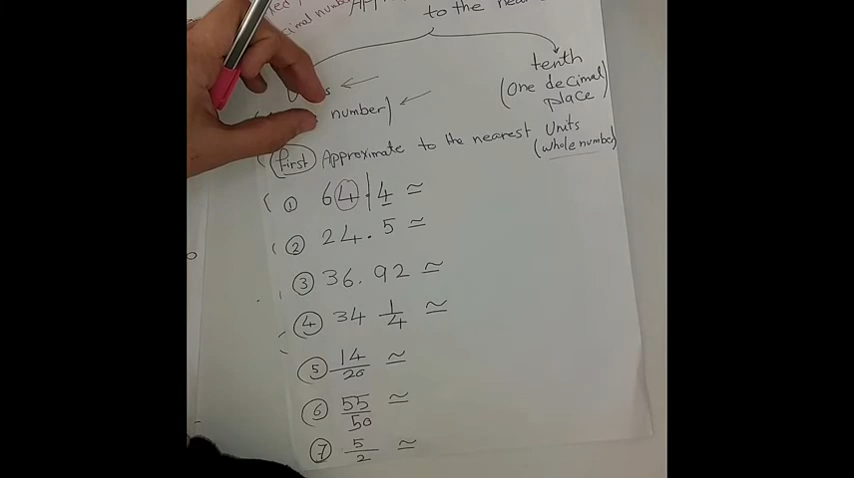 to the near
tenth
(One decimal
place)
number)
first Approximate to the nearest Units
(whole number)
① 64.4 ≃
② 24.5 ≃
③ 36.92 ≃
④ 34 1/4 ≃
⑤ 14/20 ≃
⑥ 55/50 ≃
⑦ 5/2 ≃